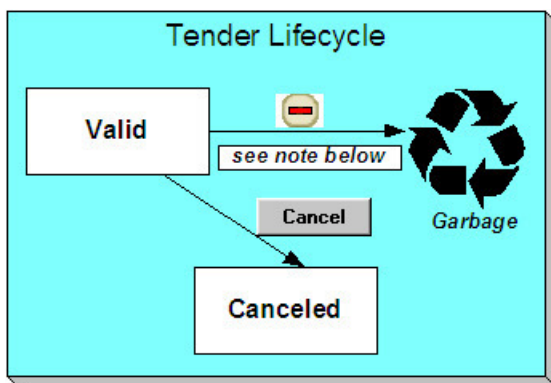 Tender Lifecycle
Valid
see note below
Garbage
Cancel
Canceled